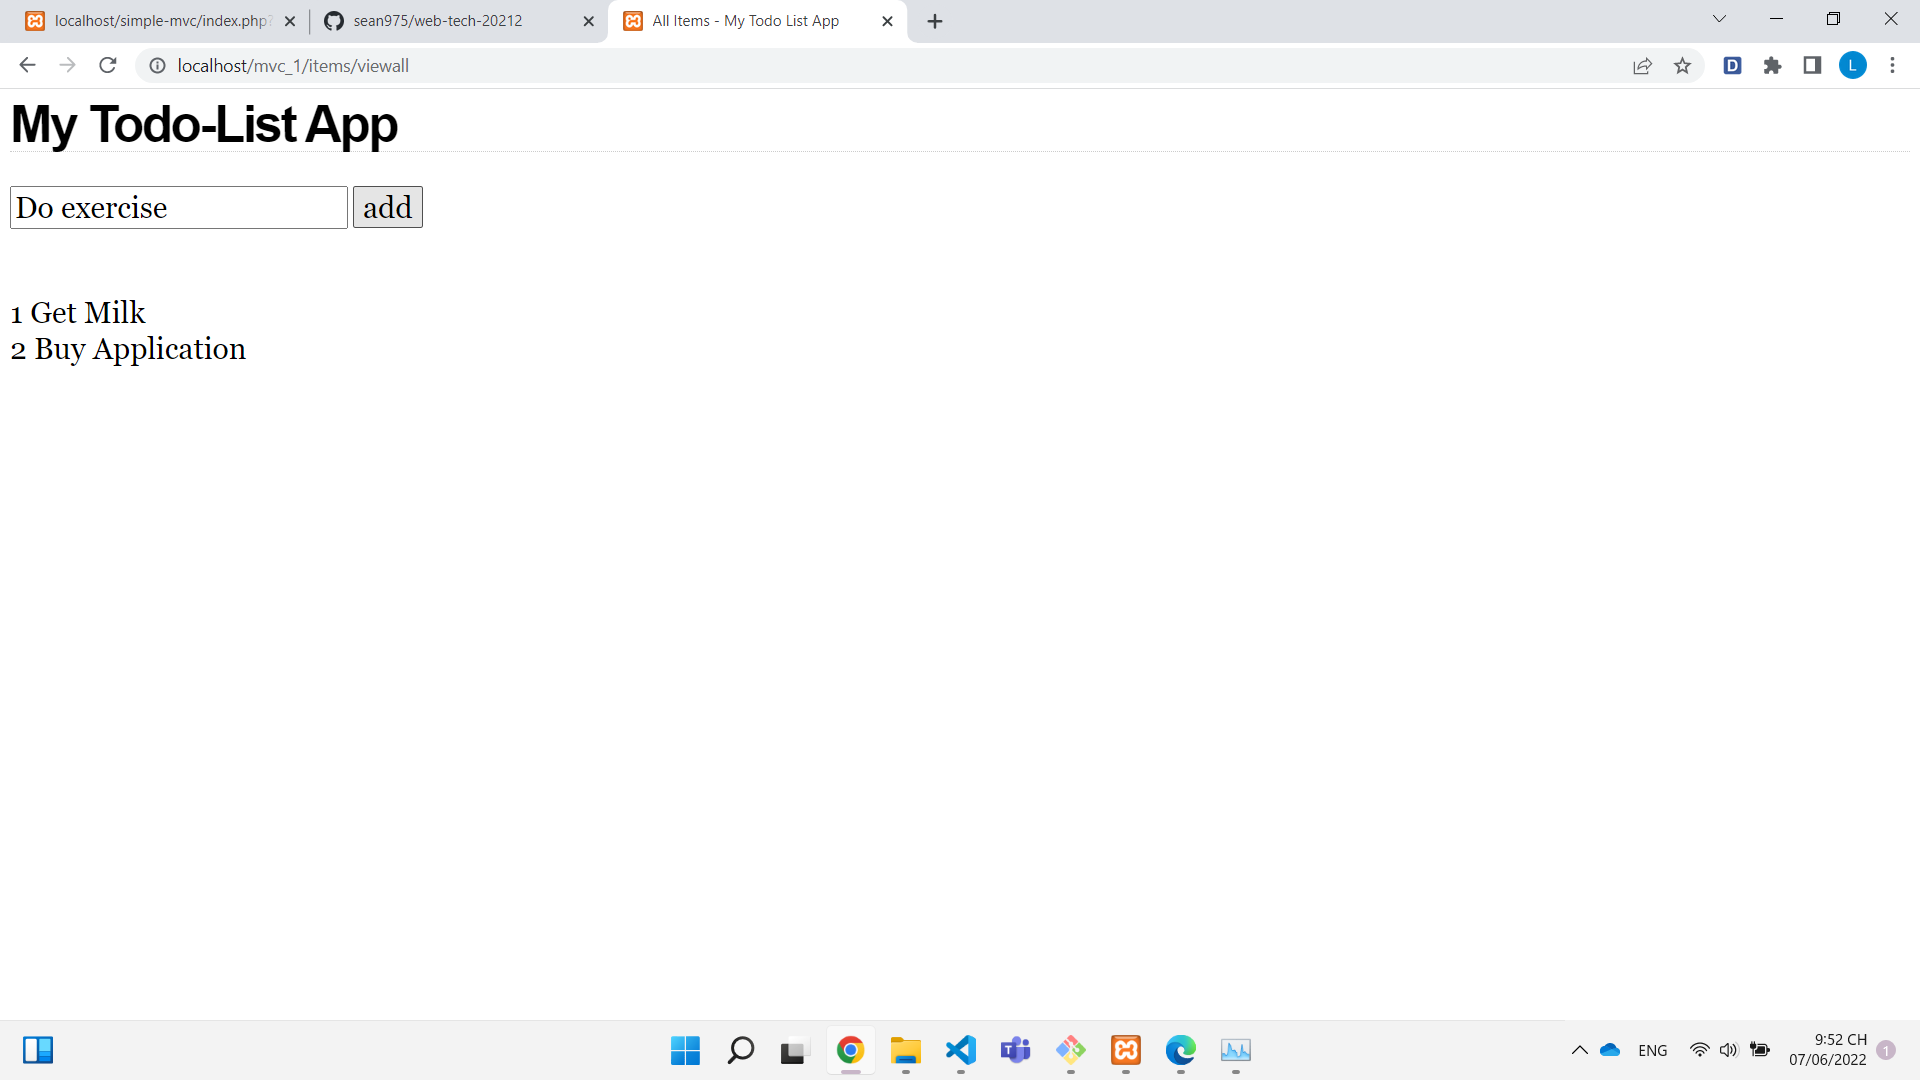 localhost/simple-mvc/index.php?
sean975/web-tech-20212
All Items - My Todo List App
localhost/mvc_1/items/viewall
D
L
My Todo-List App
Do exercise add
1 Get Milk
2 Buy Application
ENG
9:52 CH
07/06/2022
1